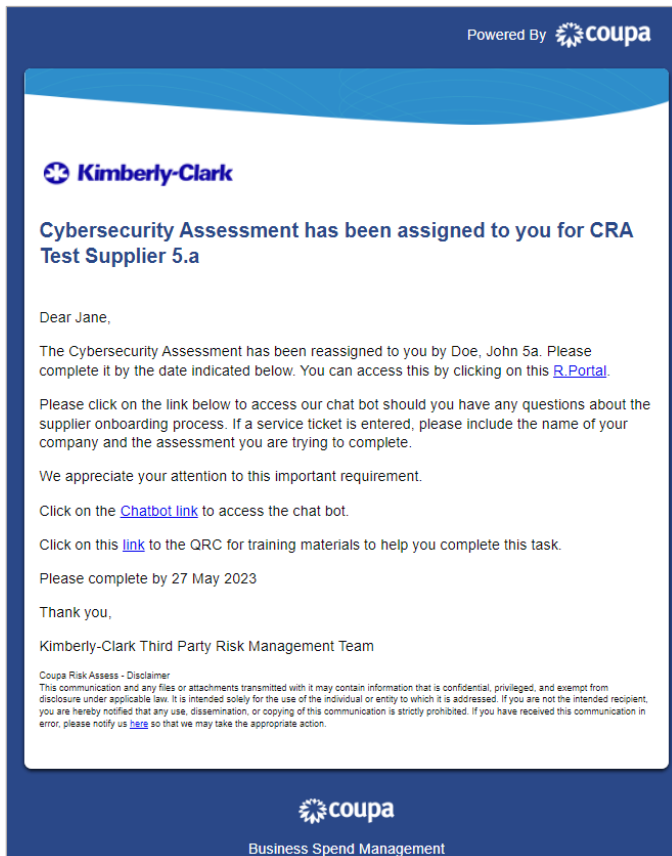 Powered By coupa
Kimberly-Clark
Cybersecurity Assessment has been assigned to you for CRA
Test Supplier 5.a
Dear Jane,
The Cybersecurity Assessment has been reassigned to you by Doe, John 5a. Please
complete it by the date indicated below. You can access this by clicking on this R.Portal.
Please click on the link below to access our chat bot should you have any questions about the
supplier onboarding process. If a service ticket is entered, please include the name of your
company and the assessment you are trying to complete.
We appreciate your attention to this important requirement.
Click on the Chatbot link to access the chat bot.
Click on this link to the QRC for training materials to help you complete this task.
Please complete by 27 May 2023
Thank you,
Kimberly-Clark Third Party Risk Management Team
Coupa Risk Assess - Disclaimer
This communication and any files or attachments transmitted with it may contain information that is confidential, privileged, and exempt from
disclosure under applicable law. It is intended solely for the use of the individual or entity to which it is addressed. If you are not the intended recipient,
you are hereby notified that any use, dissemination, or copying of this communication is strictly prohibited. If you have received this communication in
error, please notify us here so that we may take the appropriate action.
coupa
Business Spend Management